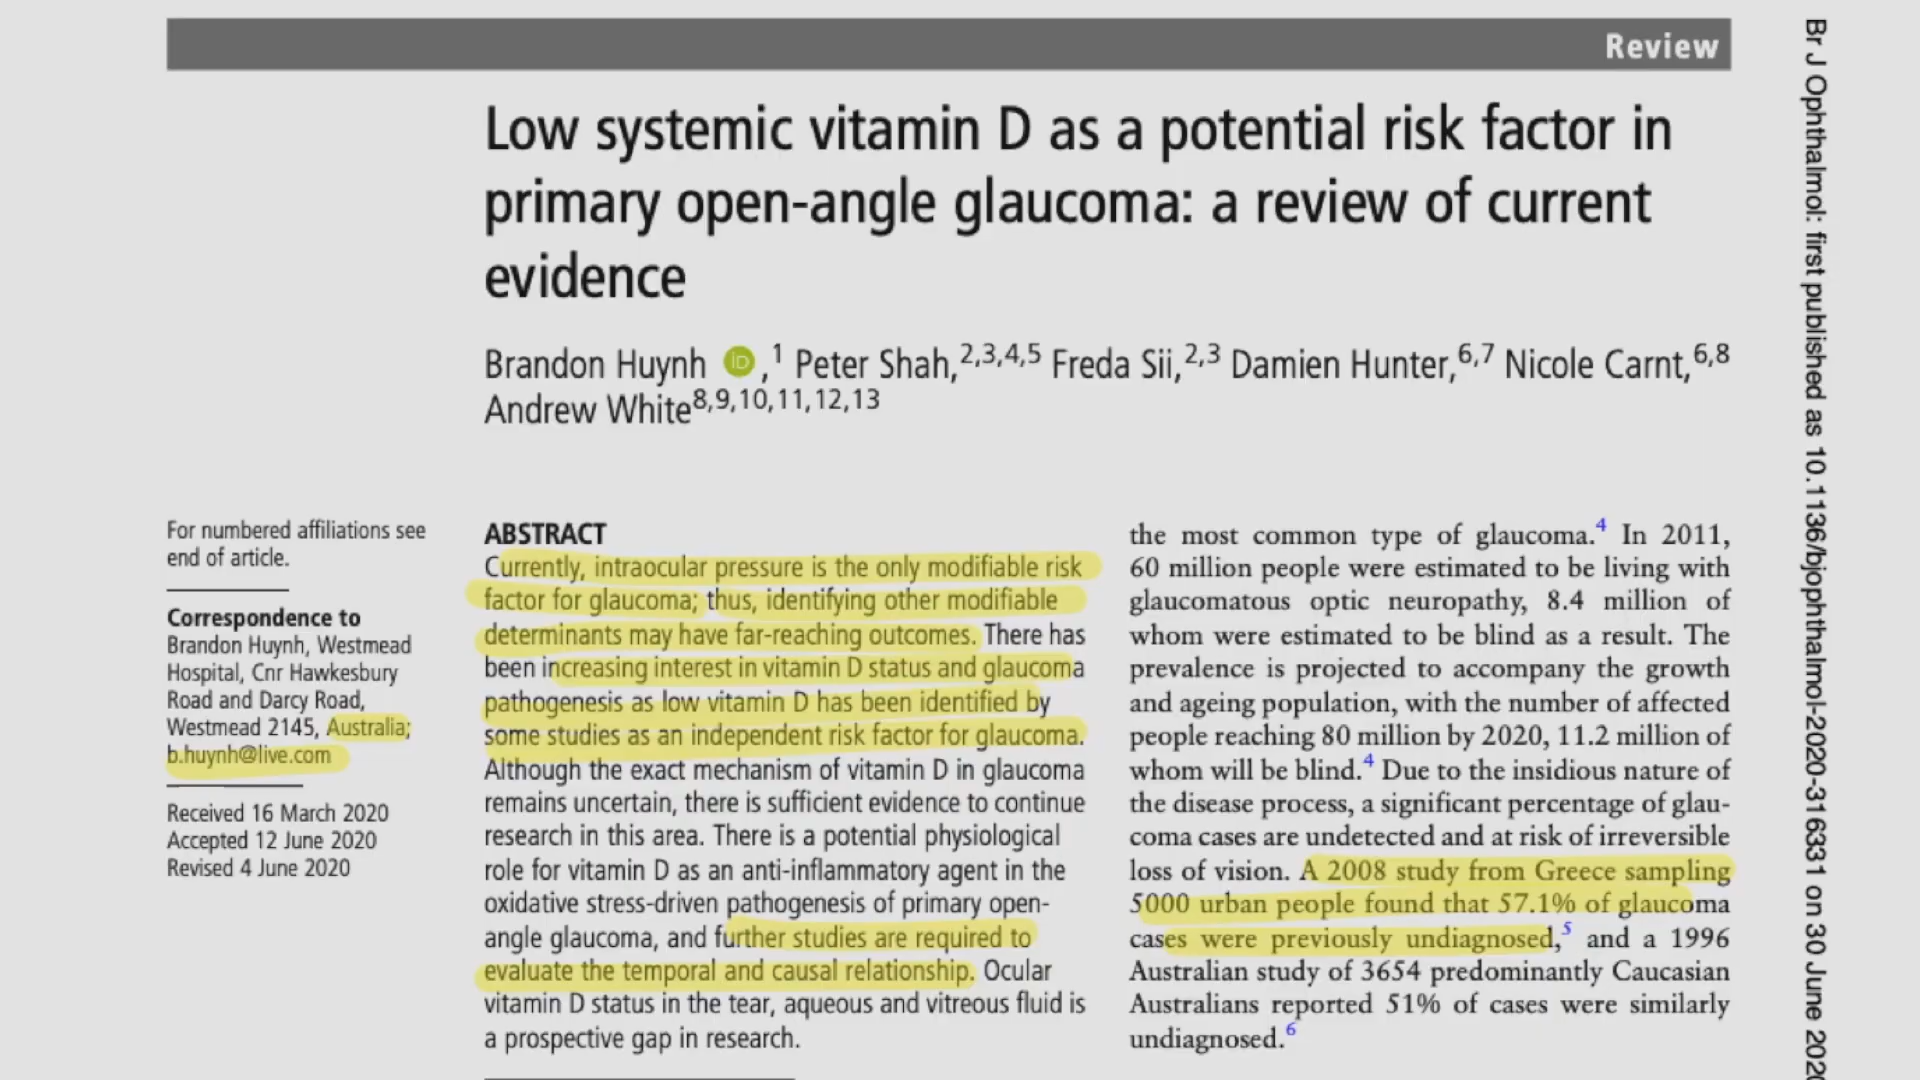 Review
Low systemic vitamin D as a potential risk factor in
primary open-angle glaucoma: a review of current
evidence
Brandon Huynh iD ,1 Peter Shah,2,3,4,5 Freda Sii,2,3 Damien Hunter,6,7 Nicole Carnt,6,8
Andrew White8,9,10,11,12,13
For numbered affiliations see
end of article.
Correspondence to
Brandon Huynh, Westmead
Hospital, Cnr Hawkesbury
Road and Darcy Road,
Westmead 2145, Australia;
b.huynh@live.com
Received 16 March 2020
Accepted 12 June 2020
Revised 4 June 2020
ABSTRACT
Currently, intraocular pressure is the only modifiable risk
factor for glaucoma; thus, identifying other modifiable
determinants may have far-reaching outcomes. There has
been increasing interest in vitamin D status and glaucoma
pathogenesis as low vitamin D has been identified by
some studies as an independent risk factor for glaucoma.
Although the exact mechanism of vitamin D in glaucoma
remains uncertain, there is sufficient evidence to continue
research in this area. There is a potential physiological
role for vitamin D as an anti-inflammatory agent in the
oxidative stress-driven pathogenesis of primary open-
angle glaucoma, and further studies are required to
evaluate the temporal and causal relationship. Ocular
vitamin D status in the tear, aqueous and vitreous fluid is
a prospective gap in research.
the most common type of glaucoma.4 In 2011,
60 million people were estimated to be living with
glaucomatous optic neuropathy, 8.4 million of
whom were estimated to be blind as a result. The
prevalence is projected to accompany the growth
and ageing population, with the number of affected
people reaching 80 million by 2020, 11.2 million of
whom will be blind.4 Due to the insidious nature of
the disease process, a significant percentage of glau-
coma cases are undetected and at risk of irreversible
loss of vision. A 2008 study from Greece sampling
5000 urban people found that 57.1% of glaucoma
cases were previously undiagnosed,5 and a 1996
Australian study of 3654 predominantly Caucasian
Australians reported 51% of cases were similarly
undiagnosed.6
Br J Ophthalmol: first published as 10.1136/bjophthalmol-2020-316331 on 30 June 2020